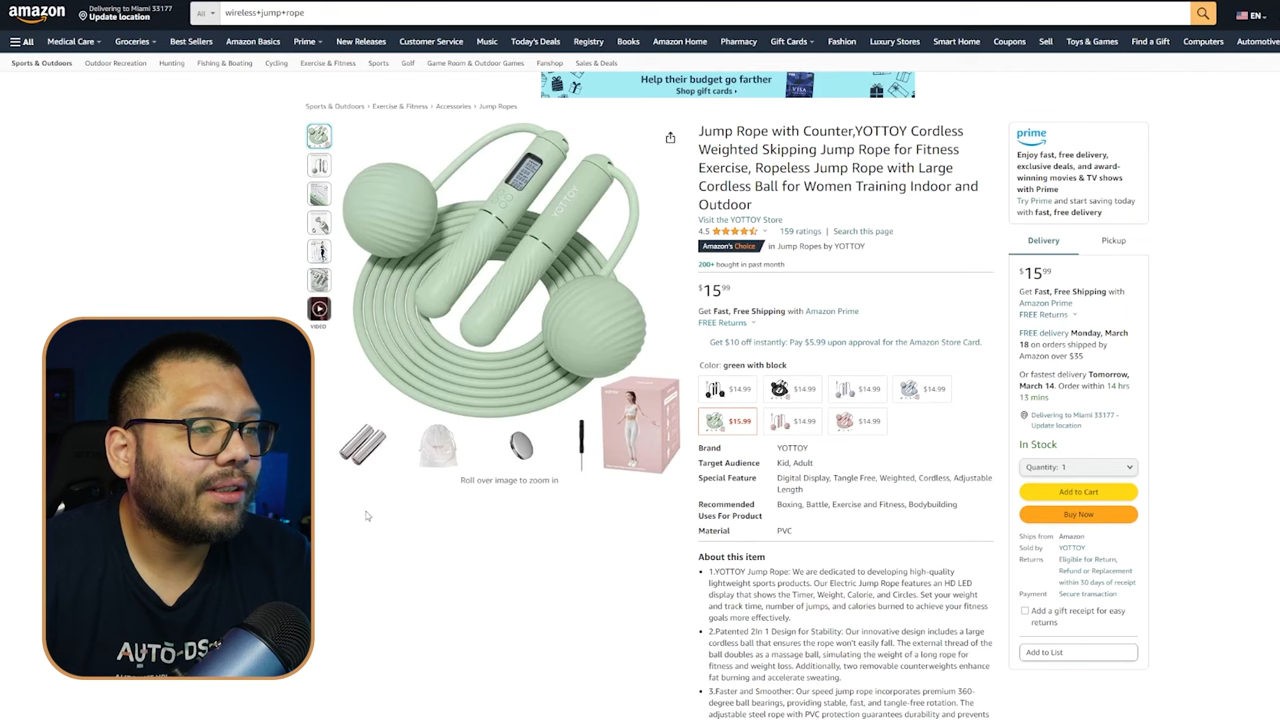 amazon
Delivering to Miami 33177
Update location
All
wireless+jump+rope
EN
All
Medical Care
Groceries
Best Sellers
Amazon Basics
Prime
New Releases
Customer Service
Music
Today's Deals
Registry
Books
Amazon Home
Pharmacy
Gift Cards
Fashion
Luxury Stores
Smart Home
Coupons
Sell
Toys & Games
Find a Gift
Computers
Automotive
Sports & Outdoors
Outdoor Recreation
Hunting
Fishing & Boating
Cycling
Exercise & Fitness
Sports
Golf
Game Room & Outdoor Games
Fanshop
Sales & Deals
Help their budget go farther
Shop gift cards ›
VISA
Sports & Outdoors › Exercise & Fitness › Accessories › Jump Ropes
YOTTOY
VIDEO
Roll over image to zoom in
Jump Rope with Counter,YOTTOY Cordless
Weighted Skipping Jump Rope for Fitness
Exercise, Ropeless Jump Rope with Large
Cordless Ball for Women Training Indoor and
Outdoor
Visit the YOTTOY Store
4.5
159 ratings | Search this page
Amazon's Choice in Jump Ropes by YOTTOY
200+ bought in past month
$15 99
Get Fast, Free Shipping with Amazon Prime
FREE Returns
Get $10 off instantly: Pay $5.99 upon approval for the Amazon Store Card.
Color: green with block
$14.99
$14.99
$14.99
$14.99
$15.99
$14.99
$14.99
Brand YOTTOY
Target Audience Kid, Adult
Special Feature Digital Display, Tangle Free, Weighted, Cordless, Adjustable
Length
Recommended Boxing, Battle, Exercise and Fitness, Bodybuilding
Uses For Product
Material PVC
About this item
1.YOTTOY Jump Rope: We are dedicated to developing high-quality
lightweight sports products. Our Electric Jump Rope features an HD LED
display that shows the Timer, Weight, Calorie, and Circles. Set your weight
and track time, number of jumps, and calories burned to achieve your fitness
goals more effectively.
2.Patented 2in 1 Design for Stability: Our innovative design includes a large
cordless ball that ensures the rope won't easily fall. The external thread of the
ball doubles as a massage ball, simulating the weight of a long rope for
fitness and weight loss. Additionally, two removable counterweights enhance
fat burning and accelerate sweating.
3.Faster and Smoother: Our speed jump rope incorporates premium 360-
degree ball bearings, providing stable, fast, and tangle-free rotation. The
adjustable steel rope with PVC protection guarantees durability and prevents
prime
Enjoy fast, free delivery,
exclusive deals, and award-
winning movies & TV shows
with Prime
Try Prime and start saving today
with fast, free delivery
Delivery
Pickup
$15 99
Get Fast, Free Shipping with
Amazon Prime
FREE Returns
FREE delivery Monday, March
18 on orders shipped by
Amazon over $35
Or fastest delivery Tomorrow,
March 14. Order within 14 hrs
13 mins
Delivering to Miami 33177 -
Update location
In Stock
Quantity: 1
Add to Cart
Buy Now
Ships from Amazon
Sold by YOTTOY
Returns Eligible for Return,
Refund or Replacement
within 30 days of receipt
Payment Secure transaction
Add a gift receipt for easy
returns
Add to List